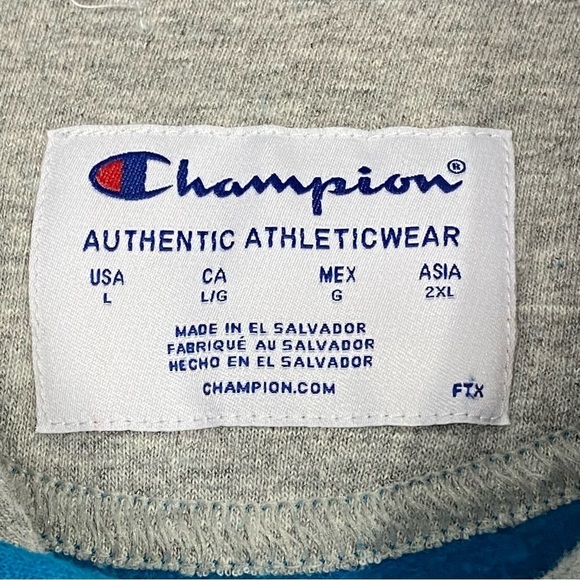 Champion®
AUTHENTIC ATHLETICWEAR
USA CA MEX ASIA
L L/G G 2XL
MADE IN EL SALVADOR
FABRIQUÉ AU SALVADOR
HECHO EN EL SALVADOR
CHAMPION.COM FTX